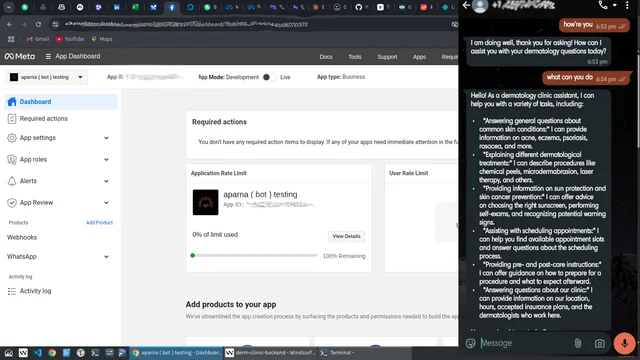 Gmail
YouTube
Maps
Meta
App Dashboard
Docs
Tools
Support
Apps
Required
aparna ( bot ) testing
App ID
App Mode: Development
Live
App type: Business
Dashboard
Required actions
App settings
App roles
Alerts
App Review
Products
Add Product
Webhooks
WhatsApp
Activity log
Activity log
Required actions
You don't have any required action items to display. If any of your apps need immediate attention in the
Application Rate Limit
aparna ( bot ) testing
App ID:
0% of limit used
View Details
100% Remaining
User Rate Limit
Add products to your app
We've streamlined the app creation process by surfacing the products and permissions needed to build the
aparna ( bot ) testing - Dashboar...
derm-clinic-backend - Windsurf...
Terminal -
how're you
6:53 pm
I am doing well, thank you for asking! How can I
assist you with your dermatology questions today?
6:53 pm
what can you do
6:54 pm
Hello! As a dermatology clinic assistant, I can
help you with a variety of tasks, including:
• *Answering general questions about
common skin conditions:* I can provide
information on acne, eczema, psoriasis,
rosacea, and more.
• *Explaining different dermatological
treatments:* I can describe procedures like
chemical peels, microdermabrasion, laser
therapy, and others.
• *Providing information on sun protection and
skin cancer prevention:* I can offer advice
on choosing the right sunscreen, performing
self-exams, and recognizing potential warning
signs.
• *Assisting with scheduling appointments:* I
can help you find available appointment slots
and answer questions about the scheduling
process.
• *Providing pre- and post-care instructions:*
I can offer guidance on how to prepare for a
procedure and what to expect afterward.
• *Answering questions about our clinic:* I
can provide information on our location,
hours, accepted insurance plans, and the
dermatologists who work here.
Message